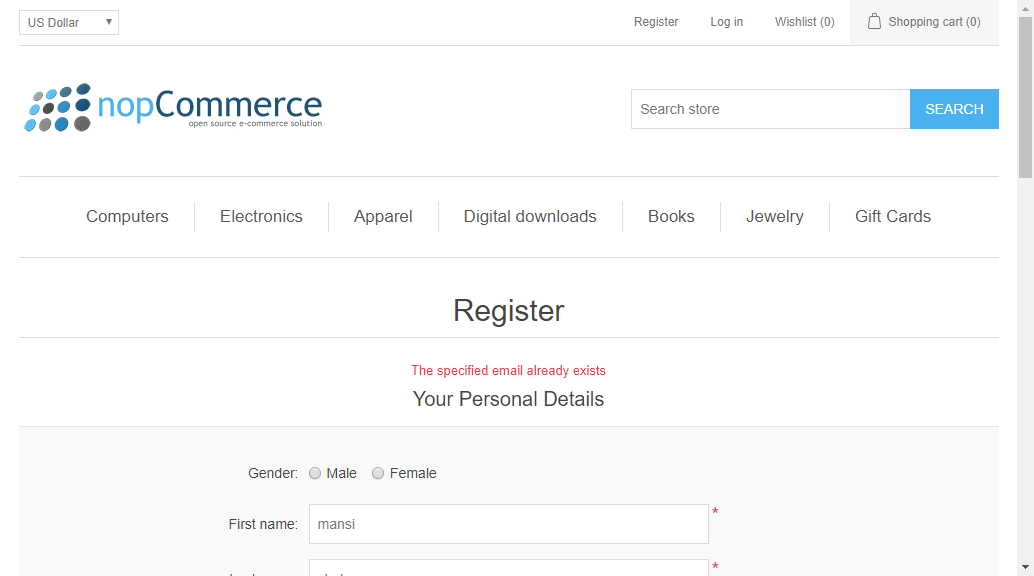 US Dollar
Register
Log in
Wishlist (0)
Shopping cart (0)
nopCommerce
open source e-commerce solution
Search store
SEARCH
Computers
Electronics
Apparel
Digital downloads
Books
Jewelry
Gift Cards
Register
The specified email already exists
Your Personal Details
Gender:
Male
Female
First name:
mansi
*
*